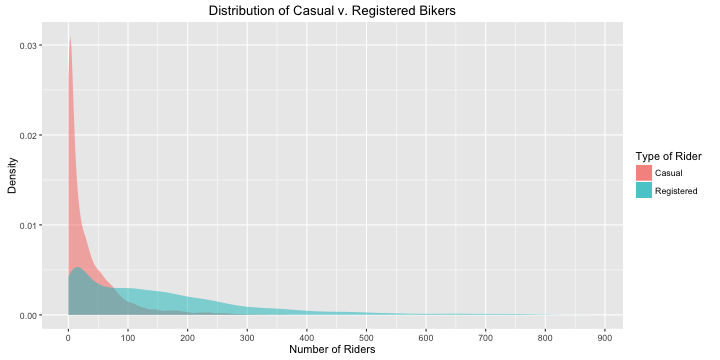 Distribution of Casual v. Registered Bikers
0.03
0.02
0.01
0.00
Density
0 100 200 300 400 500 600 700 800 900
Number of Riders
Type of Rider
Casual
Registered